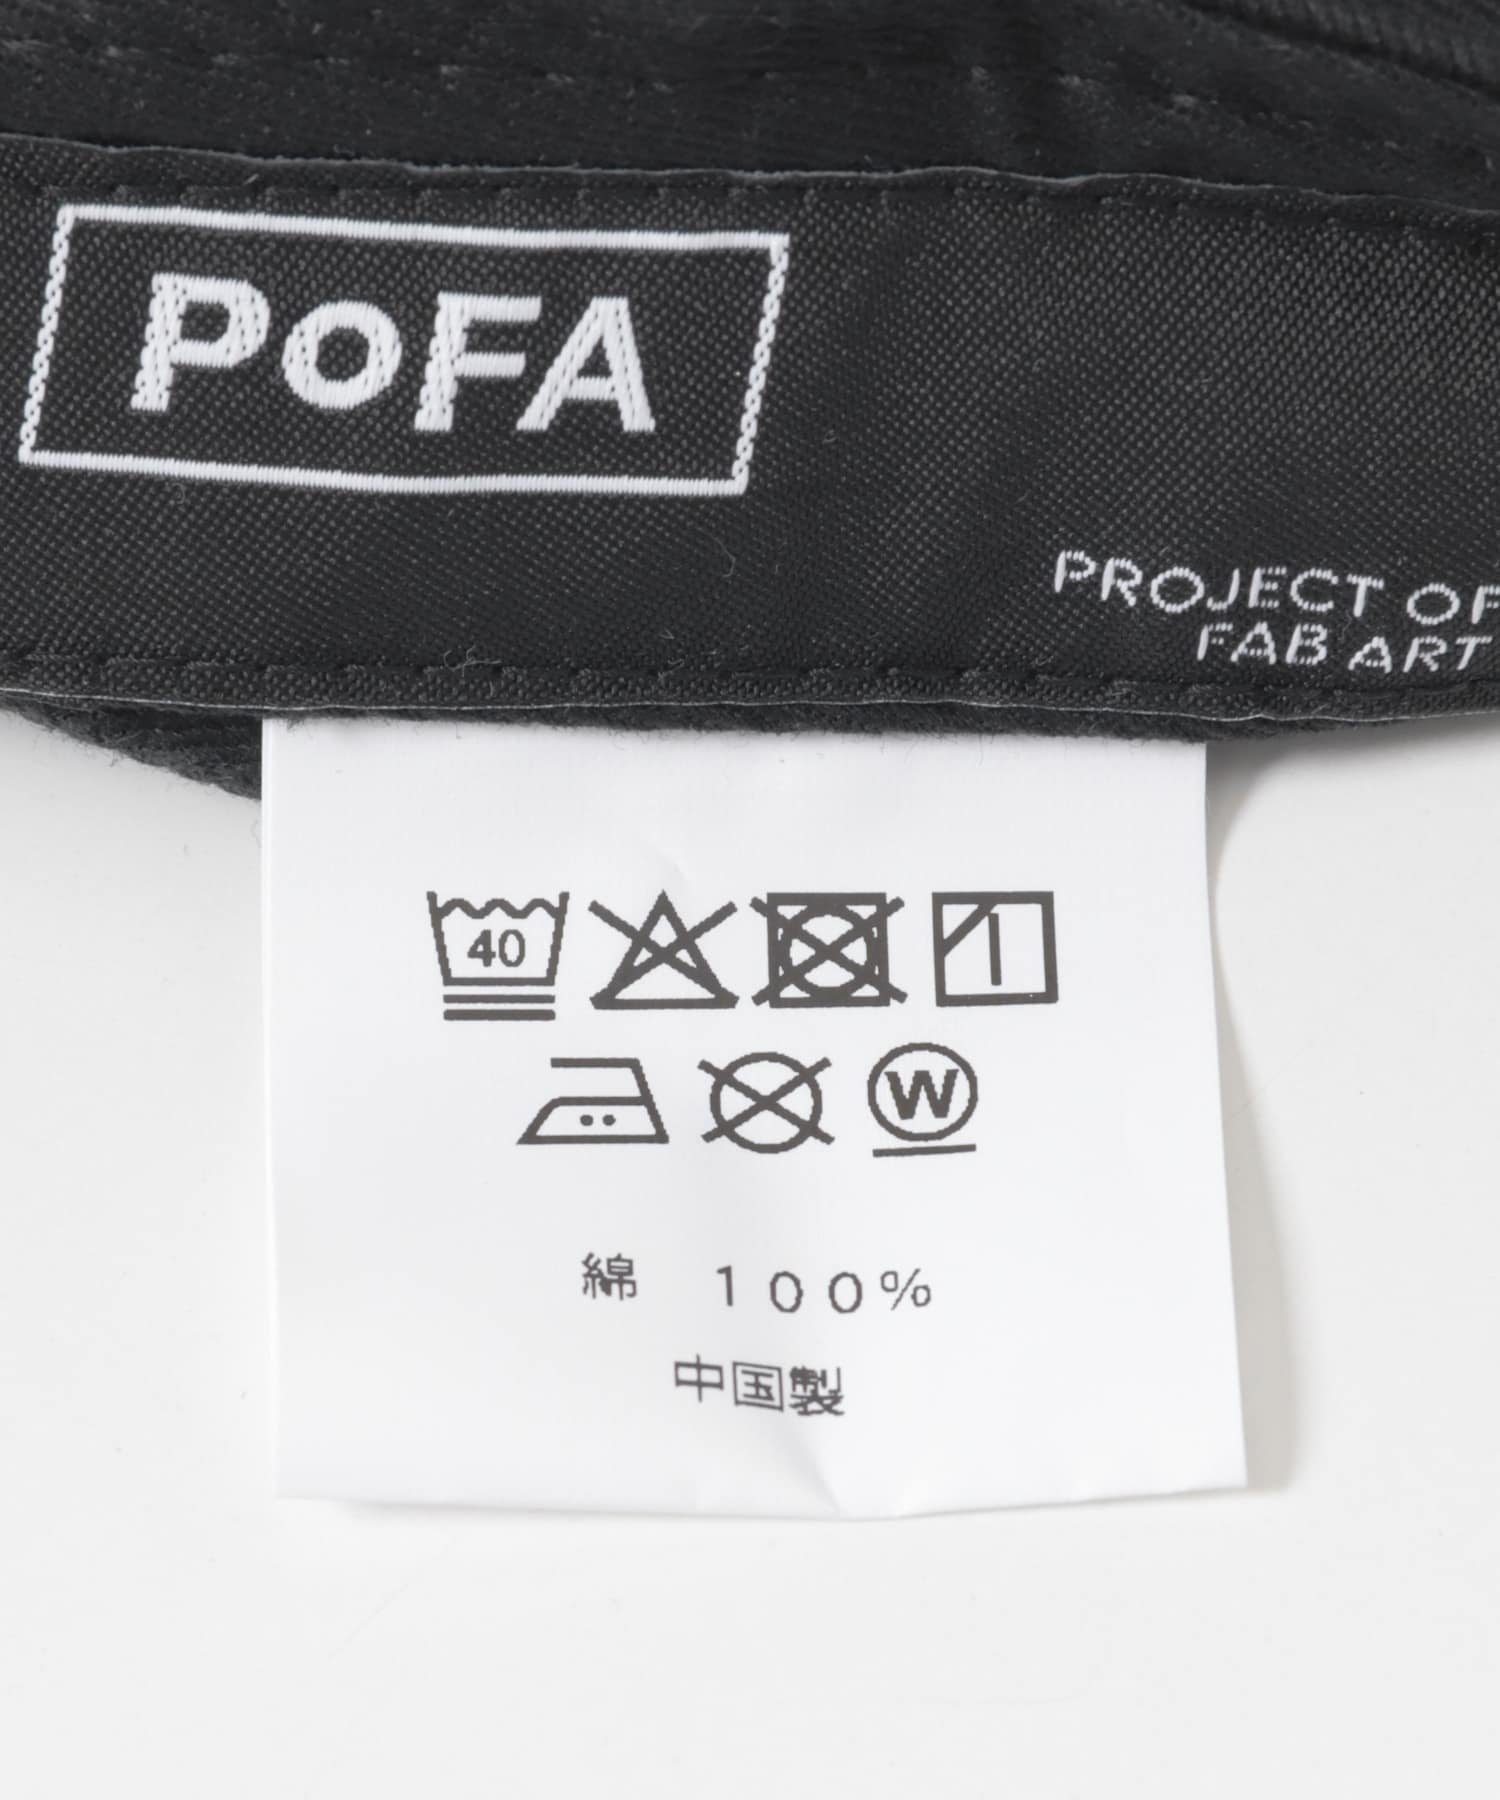 PoFA
PROJECT OF
FAB ART
40
W
綿 100%
中国製